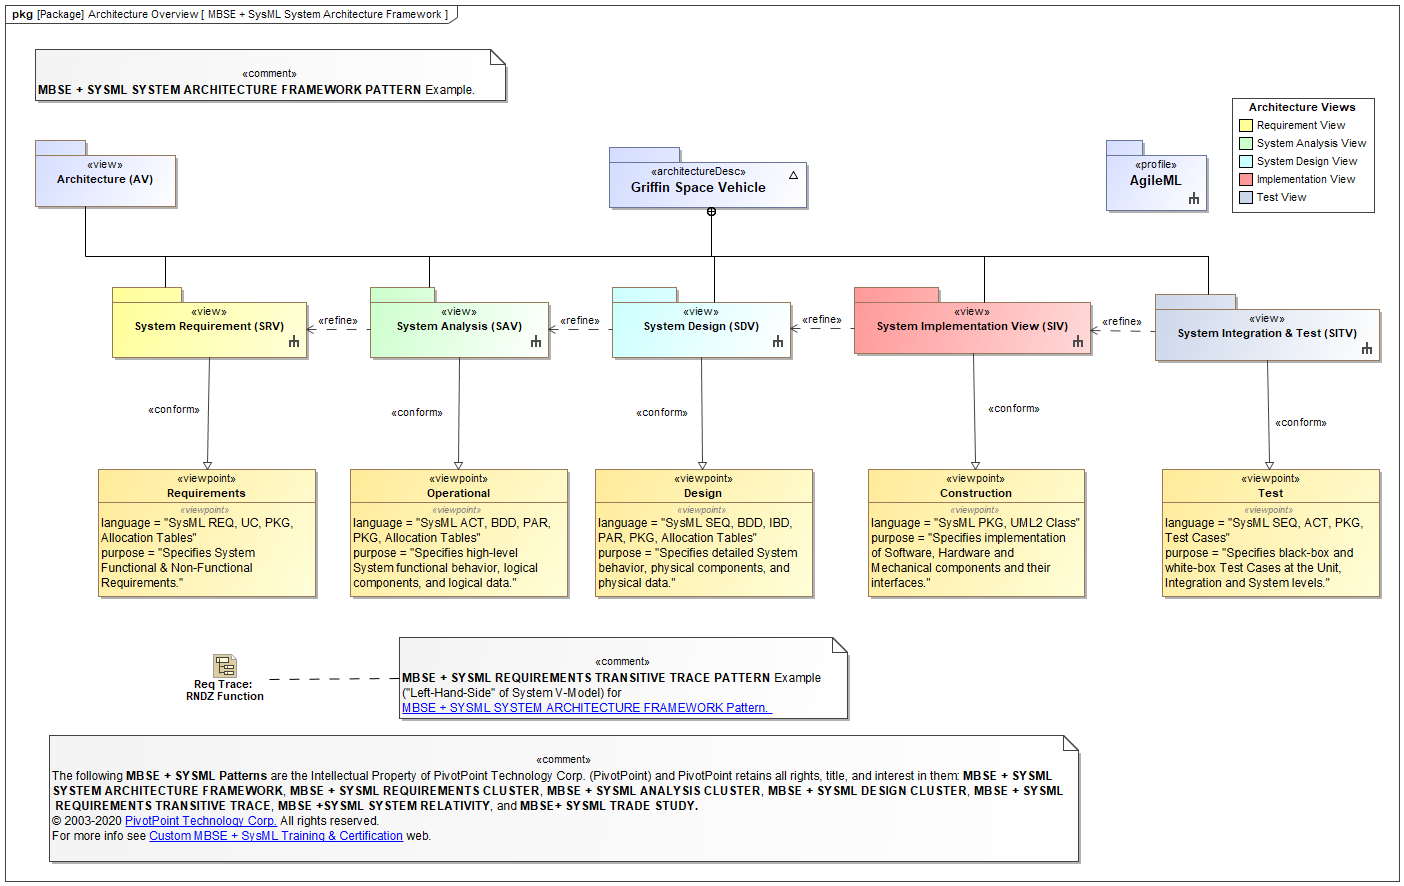 pkg [Package] Architecture Overview [ MBSE + SysML System Architecture Framework ]
«comment»
MBSE + SYSML SYSTEM ARCHITECTURE FRAMEWORK PATTERN Example.
Architecture Views
Requirement View
System Analysis View
System Design View
Implementation View
Test View
«view»
Architecture (AV)
«architectureDesc»
Griffin Space Vehicle
«profile»
AgileML
«view»
System Requirement (SRV)
«refine»
«view»
System Analysis (SAV)
«refine»
«view»
System Design (SDV)
«refine»
«view»
System Implementation View (SIV)
«refine»
«view»
System Integration & Test (SITV)
«conform»
«conform»
«conform»
«conform»
«conform»
«viewpoint»
Requirements
«viewpoint»
language = "SysML REQ, UC, PKG,
Allocation Tables"
purpose = "Specifies System
Functional & Non-Functional
Requirements."
«viewpoint»
Operational
«viewpoint»
language = "SysML ACT, BDD, PAR,
PKG, Allocation Tables"
purpose = "Specifies high-level
System functional behavior, logical
components, and logical data."
«viewpoint»
Design
«viewpoint»
language = "SysML SEQ, BDD, IBD,
PAR, PKG, Allocation Tables"
purpose = "Specifies detailed System
behavior, physical components, and
physical data."
«viewpoint»
Construction
«viewpoint»
language = "SysML PKG, UML2 Class"
purpose = "Specifies implementation
of Software, Hardware and
Mechanical components and their
interfaces."
«viewpoint»
Test
«viewpoint»
language = "SysML SEQ, ACT, PKG,
Test Cases"
purpose = "Specifies black-box and
white-box Test Cases at the Unit,
Integration and System levels."
Req Trace:
RNDZ Function
«comment»
MBSE + SYSML REQUIREMENTS TRANSITIVE TRACE PATTERN Example
("Left-Hand-Side" of System V-Model) for
MBSE + SYSML SYSTEM ARCHITECTURE FRAMEWORK Pattern.
«comment»
The following MBSE + SYSML Patterns are the Intellectual Property of PivotPoint Technology Corp. (PivotPoint) and PivotPoint retains all rights, title, and interest in them: MBSE + SYSML
SYSTEM ARCHITECTURE FRAMEWORK, MBSE + SYSML REQUIREMENTS CLUSTER, MBSE + SYSML ANALYSIS CLUSTER, MBSE + SYSML DESIGN CLUSTER, MBSE + SYSML
REQUIREMENTS TRANSITIVE TRACE, MBSE +SYSML SYSTEM RELATIVITY, and MBSE+ SYSML TRADE STUDY.
© 2003-2020 PivotPoint Technology Corp. All rights reserved.
For more info see Custom MBSE + SysML Training & Certification web.